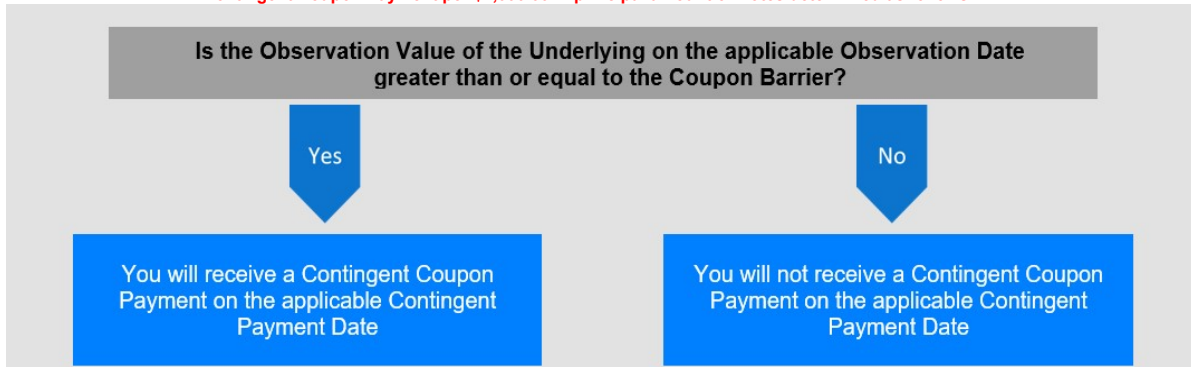 Is the Observation Value of the Underlying on the applicable Observation Date
greater than or equal to the Coupon Barrier?
Yes
No
You will receive a Contingent Coupon
Payment on the applicable Contingent
Payment Date
You will not receive a Contingent Coupon
Payment on the applicable Contingent
Payment Date